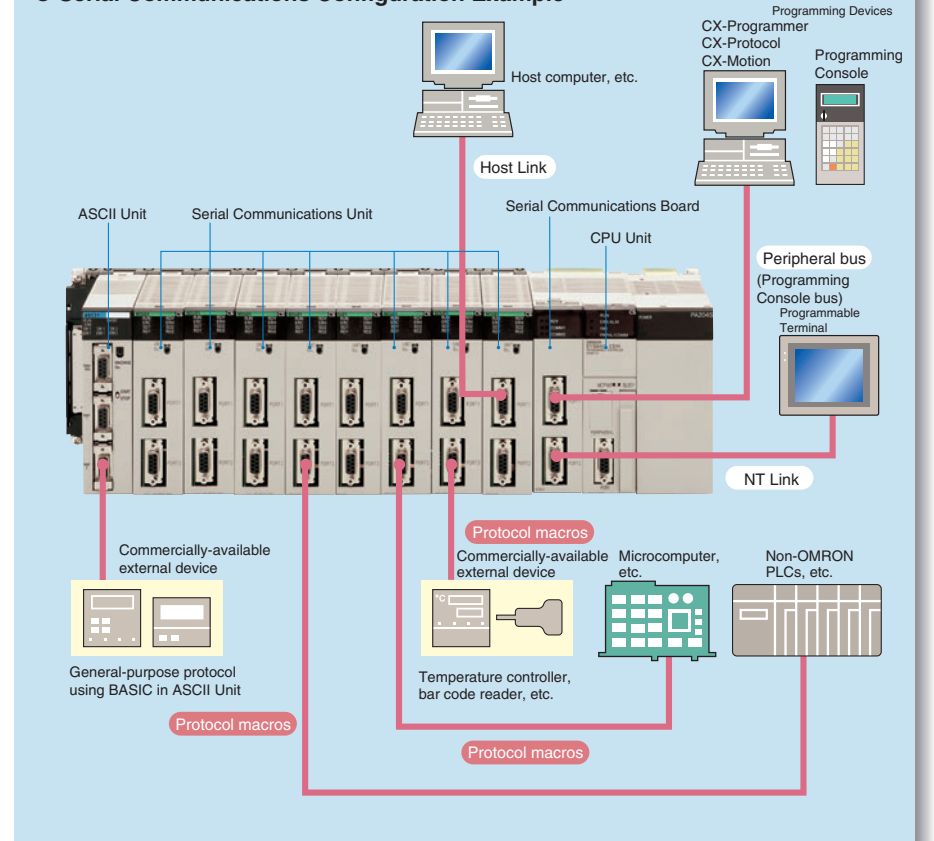 Serial Communications Configuration Example
Programming Devices
CX-Programmer
CX-Protocol
CX-Motion
Programming
Console
Host computer, etc.
Host Link
ASCII Unit
Serial Communications Unit
Serial Communications Board
CPU Unit
Peripheral bus
(Programming
Console bus)
Programmable
Terminal
NT Link
Protocol macros
Commercially-available
external device
Commercially-available
external device
°C
Microcomputer,
etc.
Non-OMRON
PLCs, etc.
General-purpose protocol
using BASIC in ASCII Unit
Temperature controller,
bar code reader, etc.
Protocol macros
Protocol macros